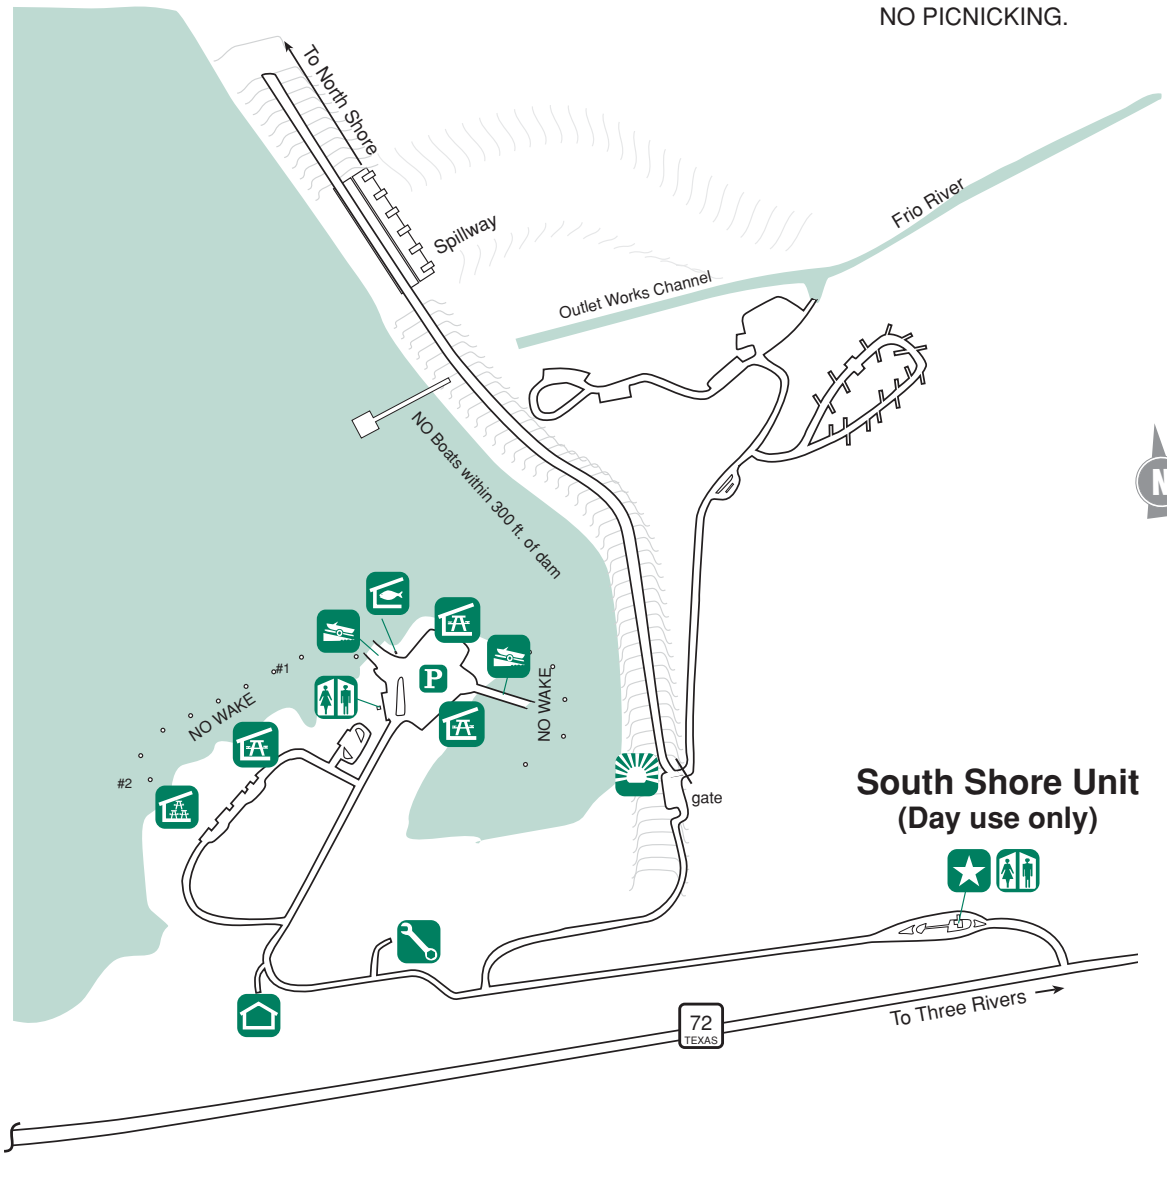 NO PICNICKING.
To North Shore
Spillway
Frio River
Outlet Works Channel
NO Boats within 300 ft. of dam
N
#1
NO WAKE
P
NO WAKE
#2
gate
South Shore Unit
(Day use only)
72
TEXAS
To Three Rivers